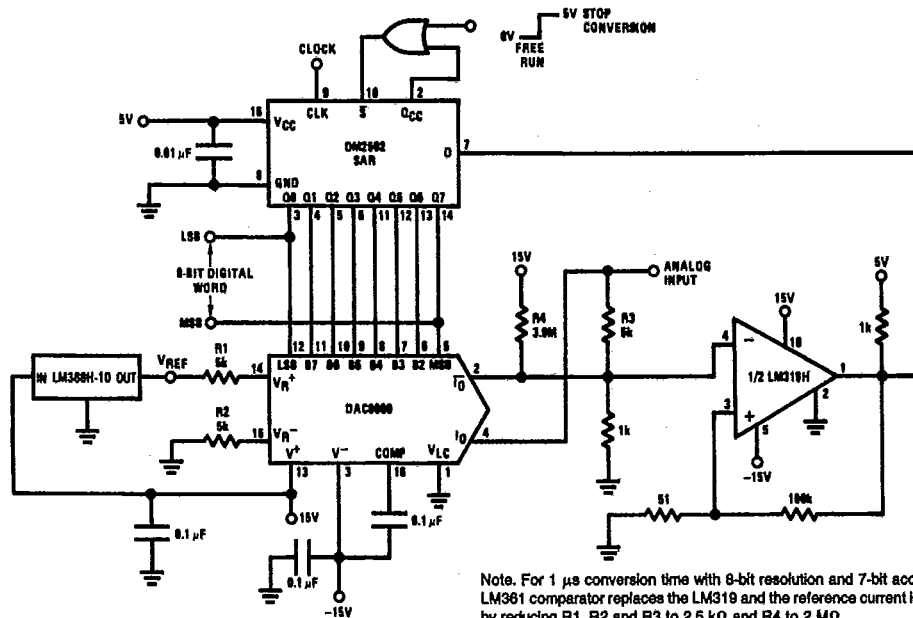 5V STOP
CONVERSION
0V
FREE
RUN
CLOCK
9
10
2
CLK
S
QCC
5V
16
VCC
0.01 µF
DM2502
SAR
D
7
8
GND
Q0 Q1 Q2 Q3 Q4 Q5 Q6 Q7
3 4 5 6 11 12 13 14
LSB
8-BIT DIGITAL
WORD
MSB
15V
ANALOG
INPUT
5V
R4
3.9M
R3
5k
15V
1k
12 11 10 9 8 7 6 5
LSB B7 B6 B5 B4 B3 B2 MSB
IN LM368H-10 OUT
VREF
R1
5k
14
VR+
2
IO
4
–
10
1/2 LM319H
1
DAC0800
R2
5k
15
VR–
IO
4
1k
3
+
5
2
–15V
V+
V–
COMP
VLC
13
3
16
1
51
100k
15V
0.1 µF
0.1 µF
0.1 µF
–15V
Note. For 1 µs conversion time with 8-bit resolution and 7-bit acc
LM361 comparator replaces the LM319 and the reference current
by reducing R1, R2 and R3 to 2.5 kΩ and R4 to 2 MΩ